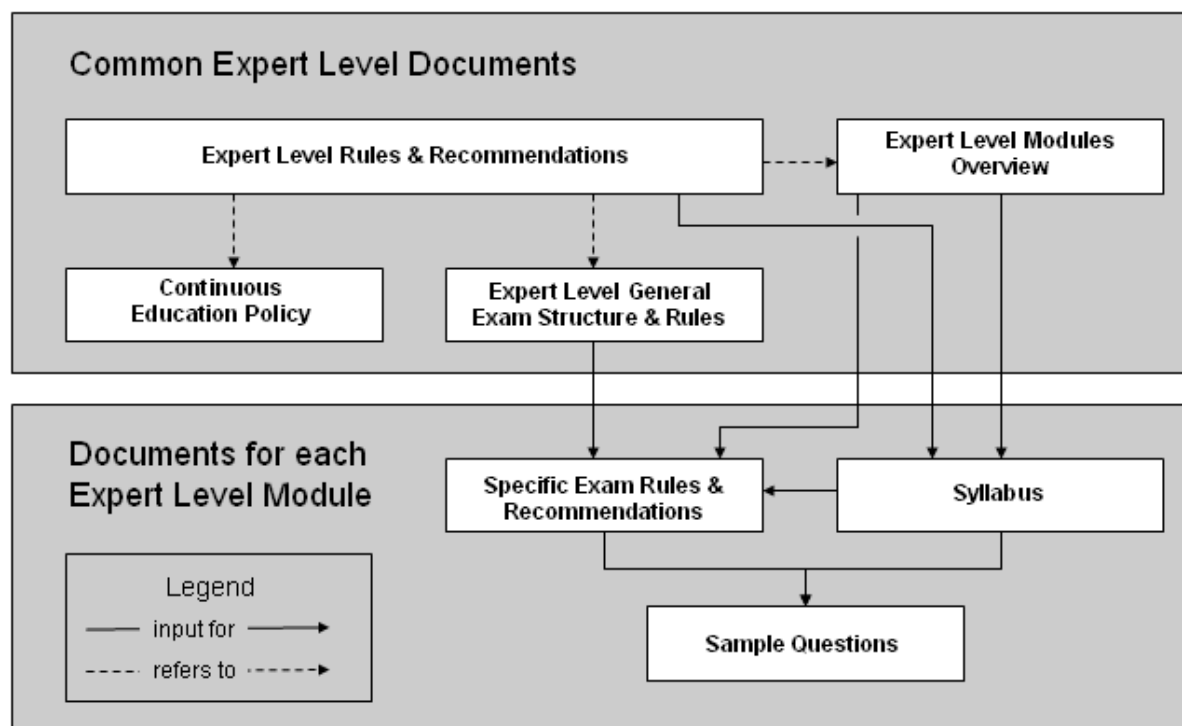 Common Expert Level Documents
Expert Level Rules & Recommendations
Expert Level Modules
Overview
Continuous
Education Policy
Expert Level General
Exam Structure & Rules
Documents for each
Expert Level Module
Specific Exam Rules &
Recommendations
Syllabus
Legend
input for
refers to
Sample Questions